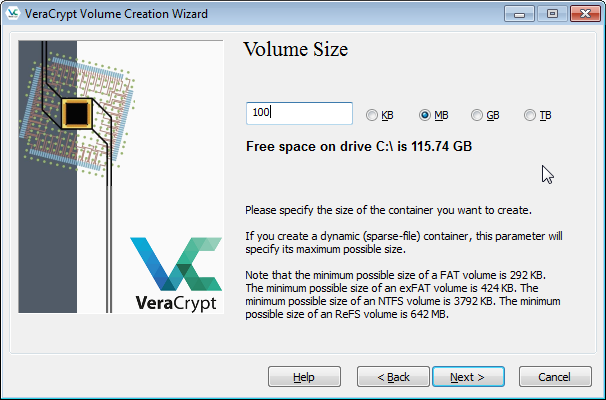 VeraCrypt Volume Creation Wizard
Volume Size
100
KB
MB
GB
TB
Free space on drive C:\ is 115.74 GB
Please specify the size of the container you want to create.
If you create a dynamic (sparse-file) container, this parameter will
specify its maximum possible size.
Note that the minimum possible size of a FAT volume is 292 KB.
The minimum possible size of an exFAT volume is 424 KB. The
minimum possible size of an NTFS volume is 3792 KB. The minimum
possible size of an ReFS volume is 642 MB.
VeraCrypt
Help
< Back
Next >
Cancel